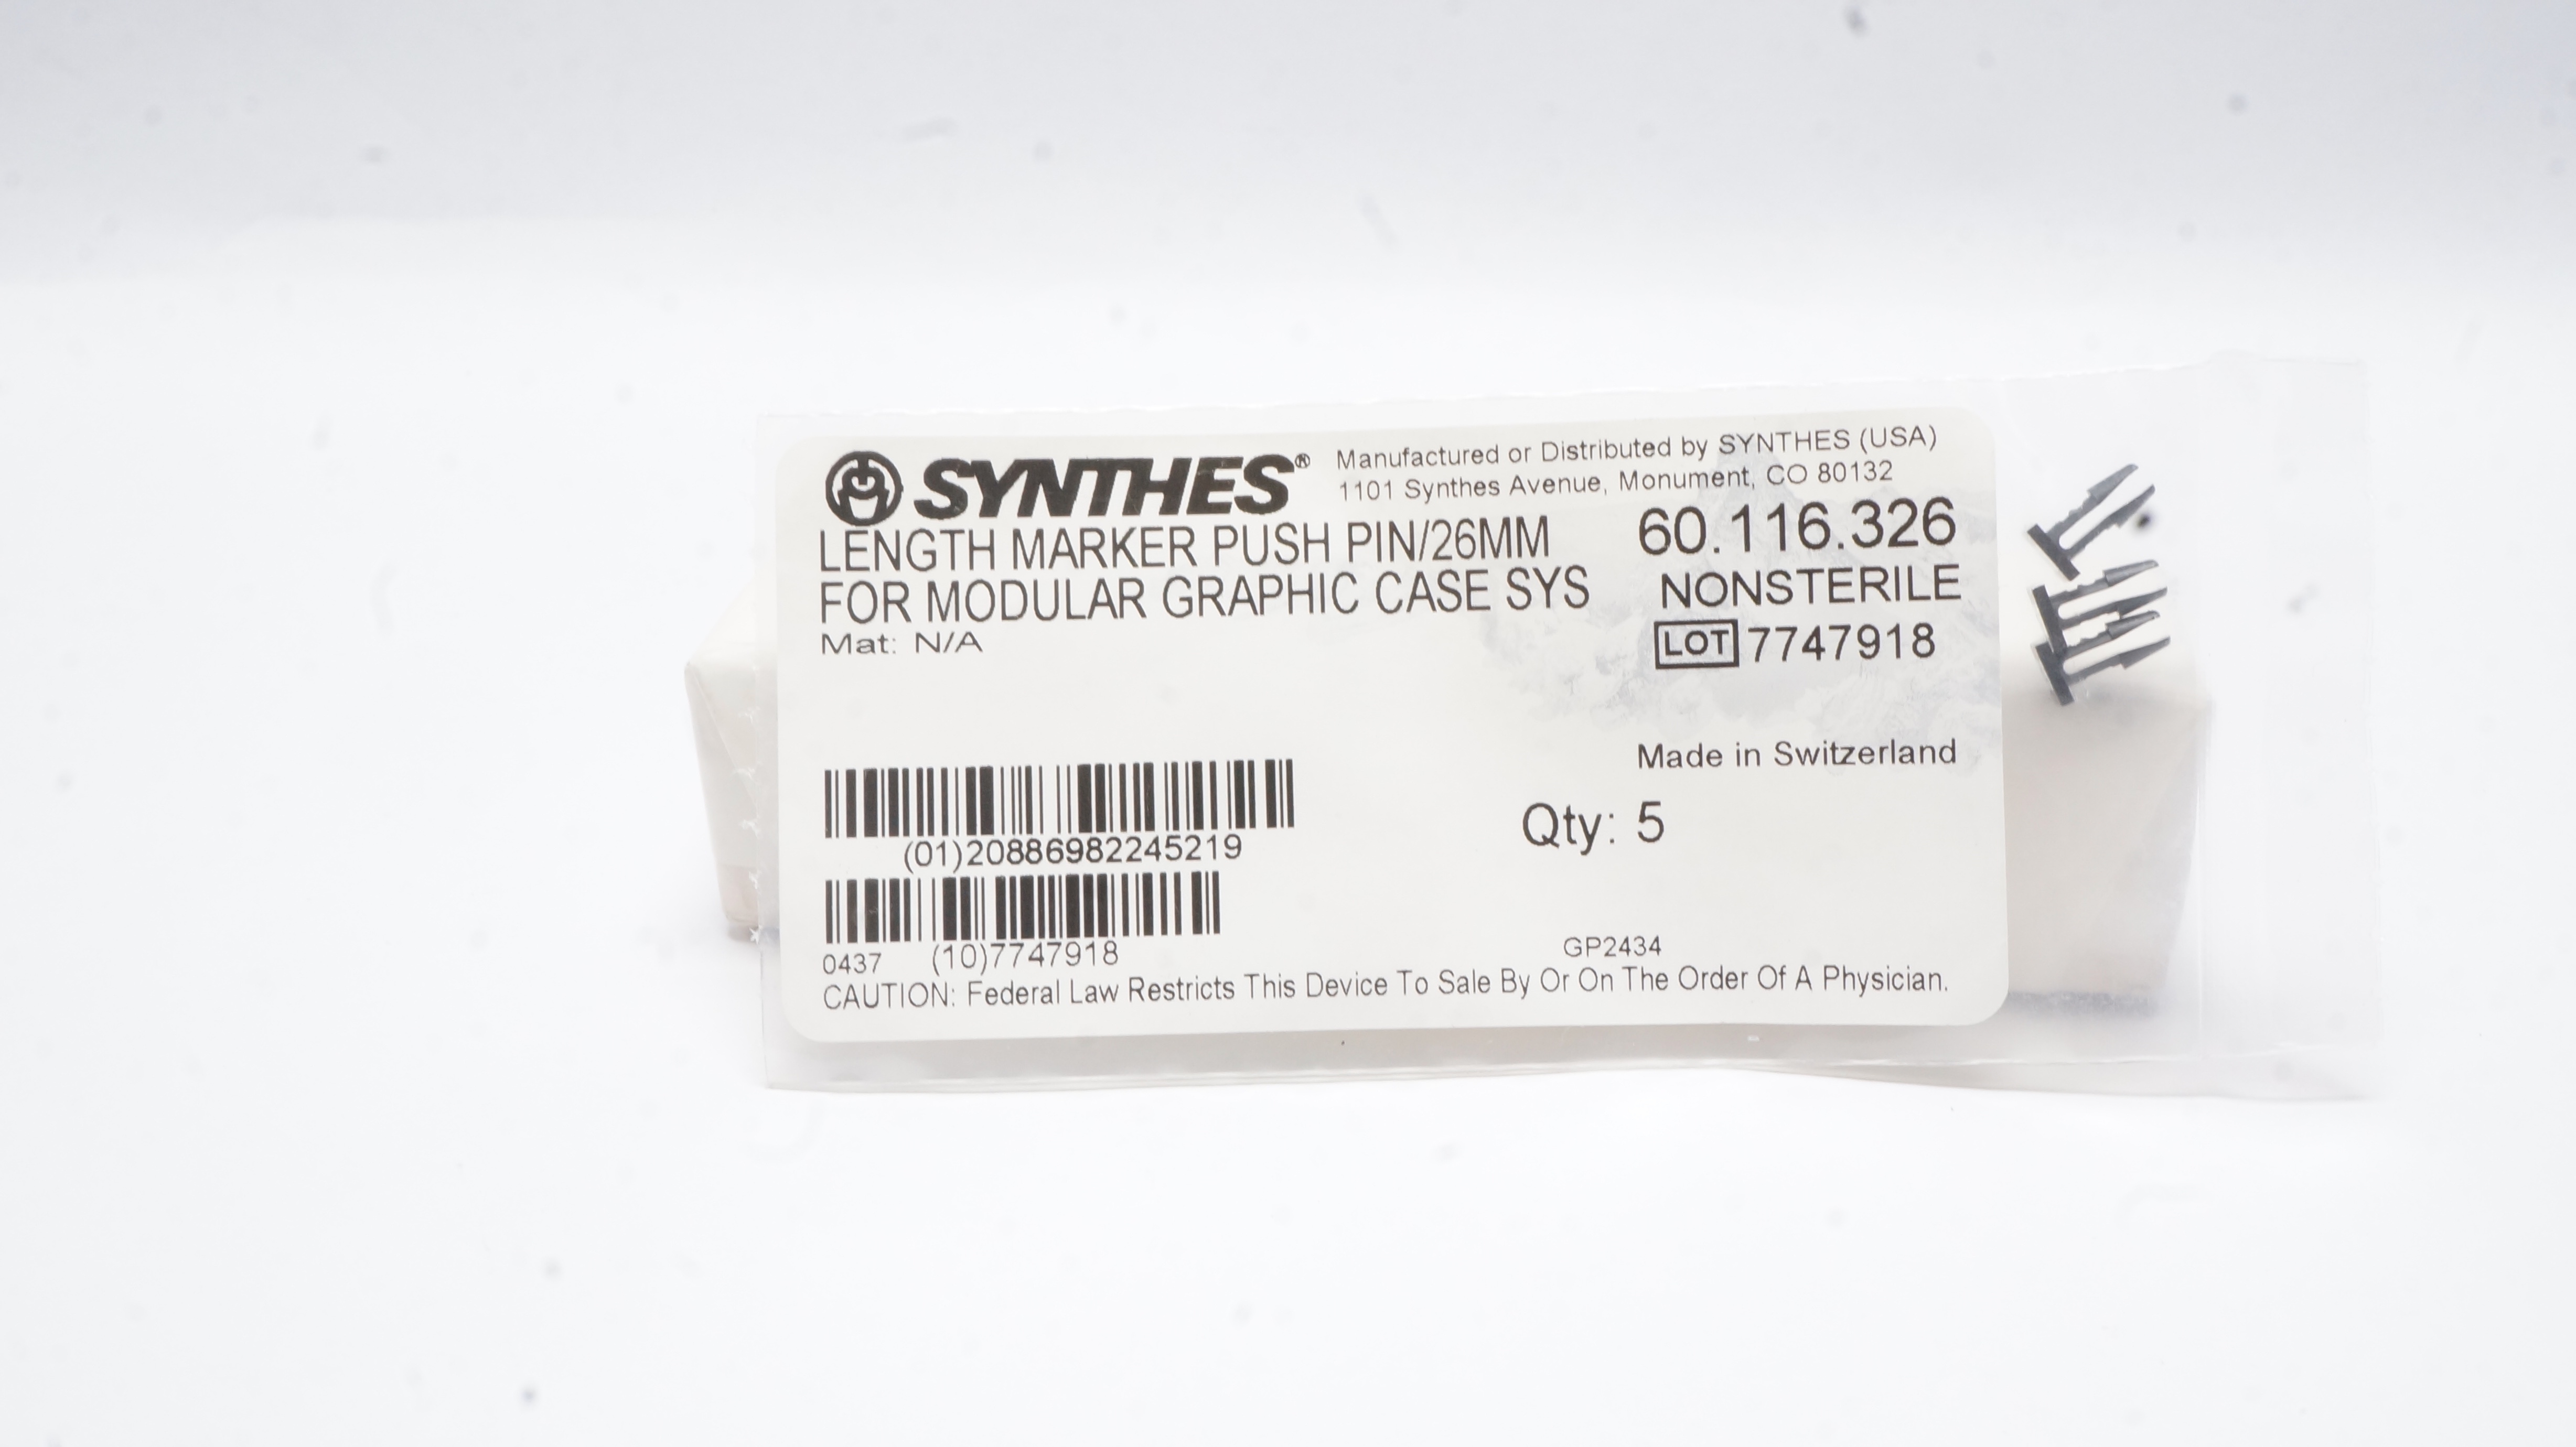 SYNTHES®
Manufactured or Distributed by SYNTHES (USA)
1101 Synthes Avenue, Monument, CO 80132
LENGTH MARKER PUSH PIN/26MM
FOR MODULAR GRAPHIC CASE SYS
Mat: N/A
60.116.326
NONSTERILE
LOT 7747918
Made in Switzerland
Qty: 5
(01)20886982245219
0437 (10)7747918
GP2434
CAUTION: Federal Law Restricts This Device To Sale By Or On The Order Of A Physician.